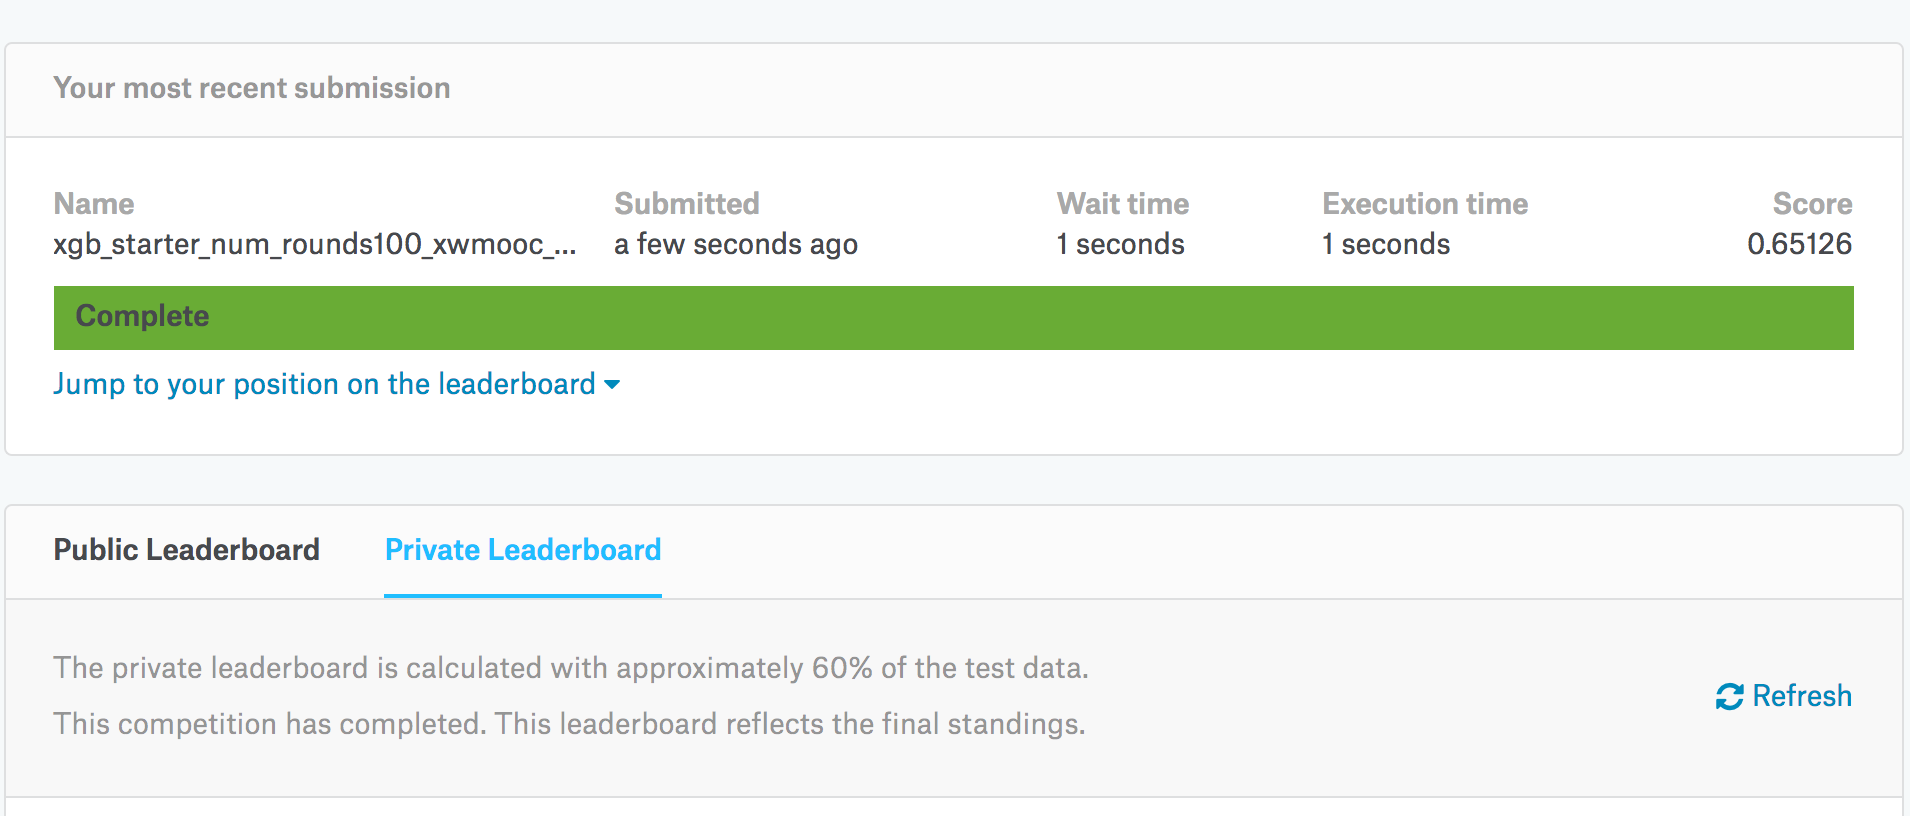 Your most recent submission
Name Submitted Wait time Execution time Score
xgb_starter_num_rounds100_xwmooc_... a few seconds ago 1 seconds 1 seconds 0.65126
Complete
Jump to your position on the leaderboard
Public Leaderboard Private Leaderboard
The private leaderboard is calculated with approximately 60% of the test data.
This competition has completed. This leaderboard reflects the final standings.
Refresh